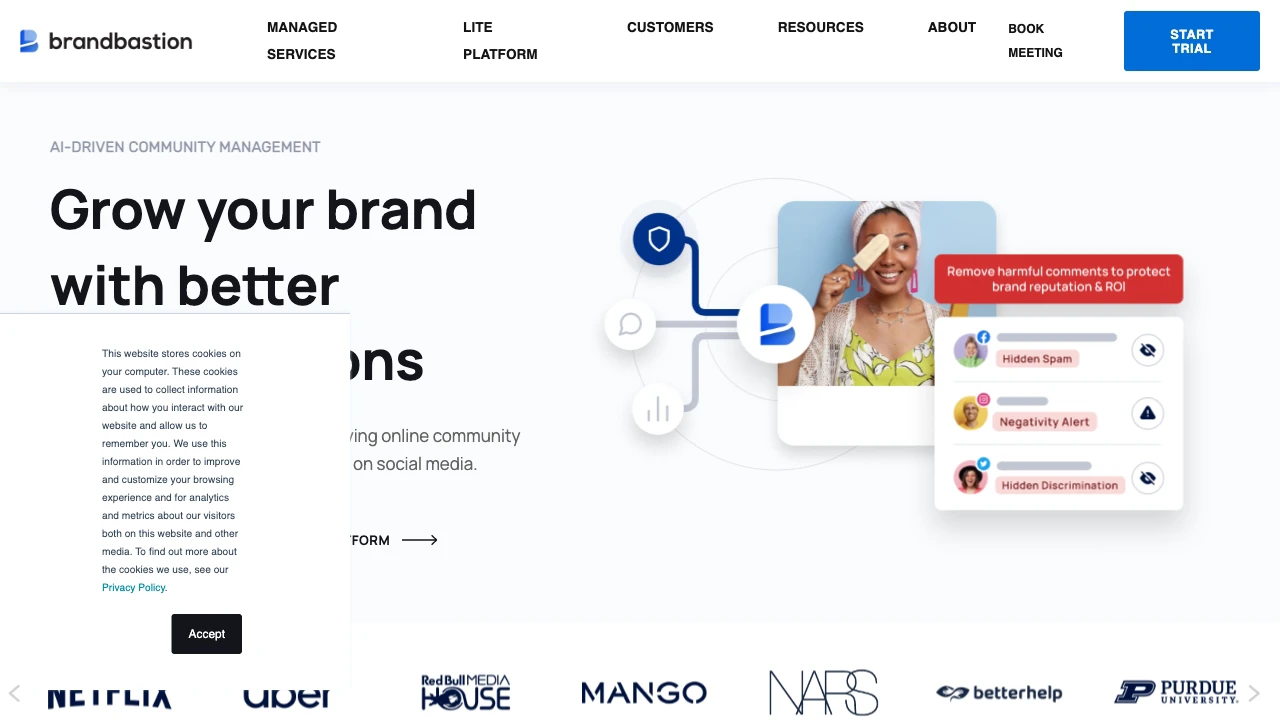 brandbastion
MANAGED
SERVICES
LITE
PLATFORM
CUSTOMERS
RESOURCES
ABOUT
BOOK
MEETING
START
TRIAL
AI-DRIVEN COMMUNITY MANAGEMENT
Grow your brand
with better
ons
ving online community
on social media.
FORM
Remove harmful comments to protect
brand reputation & ROI
Hidden Spam
Negativity Alert
Hidden Discrimination
This website stores cookies on
your computer. These cookies
are used to collect information
about how you interact with our
website and allow us to
remember you. We use this
information in order to improve
and customize your browsing
experience and for analytics
and metrics about our visitors
both on this website and other
media. To find out more about
the cookies we use, see our
Privacy Policy.
Accept
NETFLIX
uber
Red Bull MEDIA
HOUSE
MANGO
NARS
betterhelp
PURDUE
UNIVERSITY.